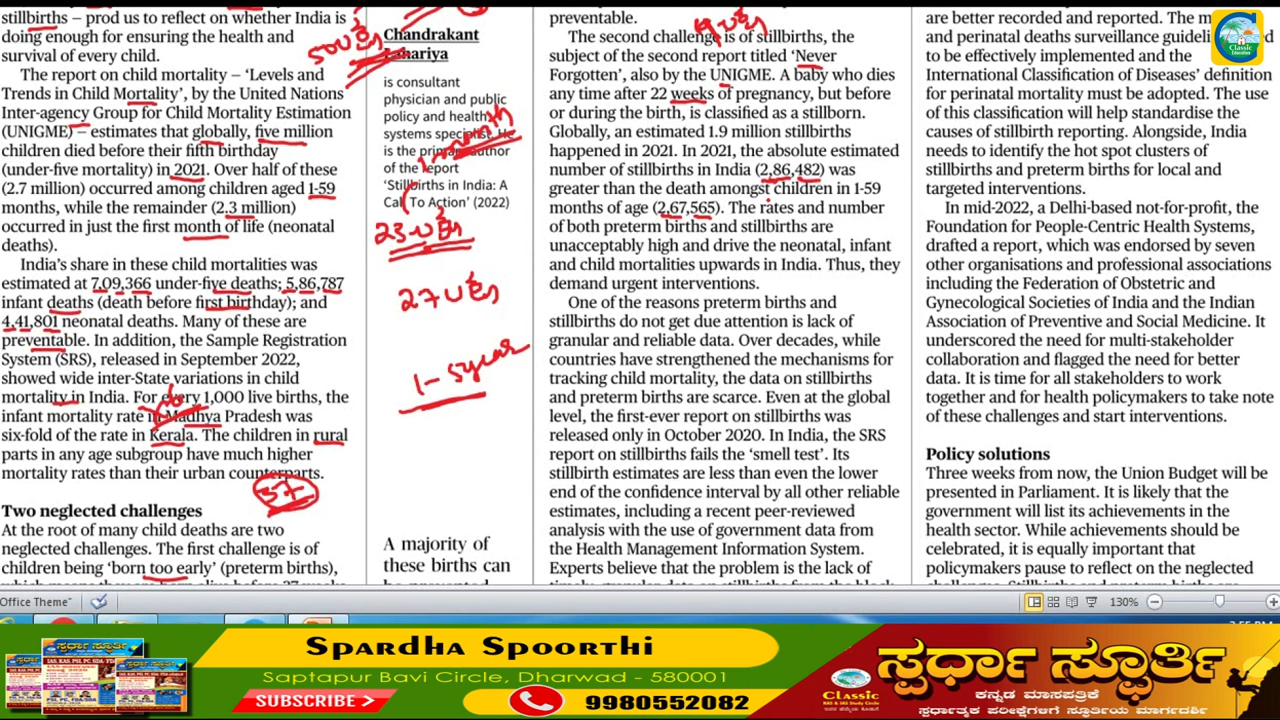 stillbirths – prod us to reflect on whether India is
doing enough for ensuring the health and
survival of every child.
The report on child mortality – ‘Levels and
Trends in Child Mortality’, by the United Nations
Inter-agency Group for Child Mortality Estimation
(UNIGME) – estimates that globally, five million
children died before their fifth birthday
(under-five mortality) in 2021. Over half of these
(2.7 million) occurred among children aged 1-59
months, while the remainder (2.3 million)
occurred in just the first month of life (neonatal
deaths).
India’s share in these child mortalities was
estimated at 7,09,366 under-five deaths; 5,86,787
infant deaths (death before first birthday); and
4,41,801 neonatal deaths. Many of these are
preventable. In addition, the Sample Registration
System (SRS), released in September 2022,
showed wide inter-State variations in child
mortality in India. For every 1,000 live births, the
infant mortality rate in Madhya Pradesh was
six-fold of the rate in Kerala. The children in rural
parts in any age subgroup have much higher
mortality rates than their urban counterparts.
37
Two neglected challenges
At the root of many child deaths are two
neglected challenges. The first challenge is of
children being ‘born too early’ (preterm births),
Chandrakant
Lahariya
is consultant
physician and public
policy and health
systems specialist. He
is the primary author
of the report
‘Stillbirths in India: A
Call To Action’ (2022)
1-month
1-5year
A majority of
these births can
preventable.
The second challenge is of stillbirths, the
subject of the second report titled ‘Never
Forgotten’, also by the UNIGME. A baby who dies
any time after 22 weeks of pregnancy, but before
or during the birth, is classified as a stillborn.
Globally, an estimated 1.9 million stillbirths
happened in 2021. In 2021, the absolute estimated
number of stillbirths in India (2,86,482) was
greater than the death amongst children in 1-59
months of age (2,67,565). The rates and number
of both preterm births and stillbirths are
unacceptably high and drive the neonatal, infant
and child mortalities upwards in India. Thus, they
demand urgent interventions.
One of the reasons preterm births and
stillbirths do not get due attention is lack of
granular and reliable data. Over decades, while
countries have strengthened the mechanisms for
tracking child mortality, the data on stillbirths
and preterm births are scarce. Even at the global
level, the first-ever report on stillbirths was
released only in October 2020. In India, the SRS
report on stillbirths fails the ‘smell test’. Its
stillbirth estimates are less than even the lower
end of the confidence interval by all other reliable
estimates, including a recent peer-reviewed
analysis with the use of government data from
the Health Management Information System.
Experts believe that the problem is the lack of
are better recorded and reported. The
and perinatal deaths surveillance
to be effectively implemented and the
International Classification of Diseases’ definition
for perinatal mortality must be adopted. The use
of this classification will help standardise the
causes of stillbirth reporting. Alongside, India
needs to identify the hot spot clusters of
stillbirths and preterm births for local and
targeted interventions.
In mid-2022, a Delhi-based not-for-profit, the
Foundation for People-Centric Health Systems,
drafted a report, which was endorsed by seven
other organisations and professional associations
including the Federation of Obstetric and
Gynecological Societies of India and the Indian
Association of Preventive and Social Medicine. It
underscored the need for multi-stakeholder
collaboration and flagged the need for better
data. It is time for all stakeholders to work
together and for health policymakers to take note
of these challenges and start interventions.
Policy solutions
Three weeks from now, the Union Budget will be
presented in Parliament. It is likely that the
government will list its achievements in the
health sector. While achievements should be
celebrated, it is equally important that
policymakers pause to reflect on the neglected
Classic
Education
Office Theme"
130%
Spardha Spoorthi
Saptapur Bavi Circle, Dharwad - 580001
SUBSCRIBE
9980552082
ಸ್ಪರ್ಧಾ ಸ್ಫೂರ್ತಿ
ಕನ್ನಡ ಮಾಸಪತ್ರಿಕೆ
ಸ್ಪರ್ಧಾತ್ಮಕ ಪರೀಕ್ಷೆಗಳಿಗೆ ಸ್ಫೂರ್ತಿಯ ಮಾರ್ಗದರ್ಶಿ
Classic